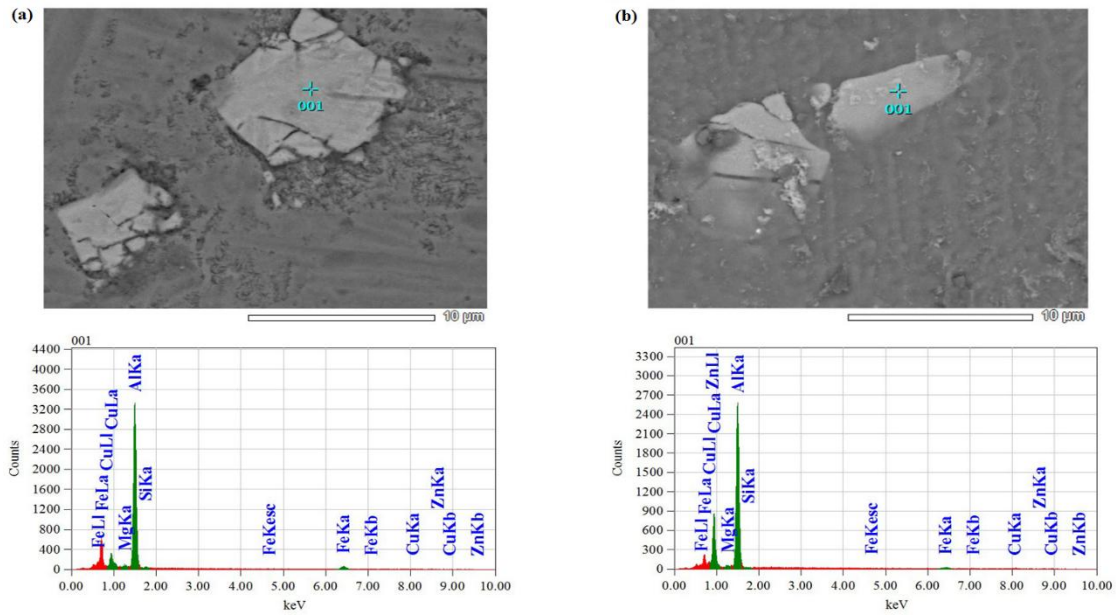 (a)
001
10 µm
001
4400
4000
3600
3200
2800
2400
2000
1600
1200
800
400
0
Counts
FeLl
FeLa
CuLl
CuLa
MgKa
AlKa
SiKa
FeKesc
FeKa
FeKb
CuKa
ZnKa
CuKb
ZnKb
0.00 1.00 2.00 3.00 4.00 5.00 6.00 7.00 8.00 9.00 10.00
keV
(b)
001
10 µm
001
3300
3000
2700
2400
2100
1800
1500
1200
900
600
300
0
Counts
FeLl
FeLa
CuLl
CuLa
ZnLl
MgKa
AlKa
SiKa
FeKesc
FeKa
FeKb
CuKa
ZnKa
CuKb
ZnKb
0.00 1.00 2.00 3.00 4.00 5.00 6.00 7.00 8.00 9.00 10.00
keV